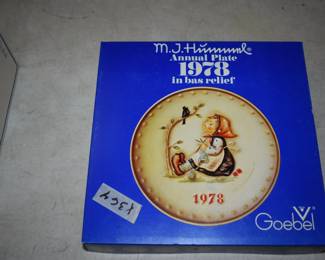 M.J. Hummel®
Annual Plate
1978
in bas relief
1978
Goebel